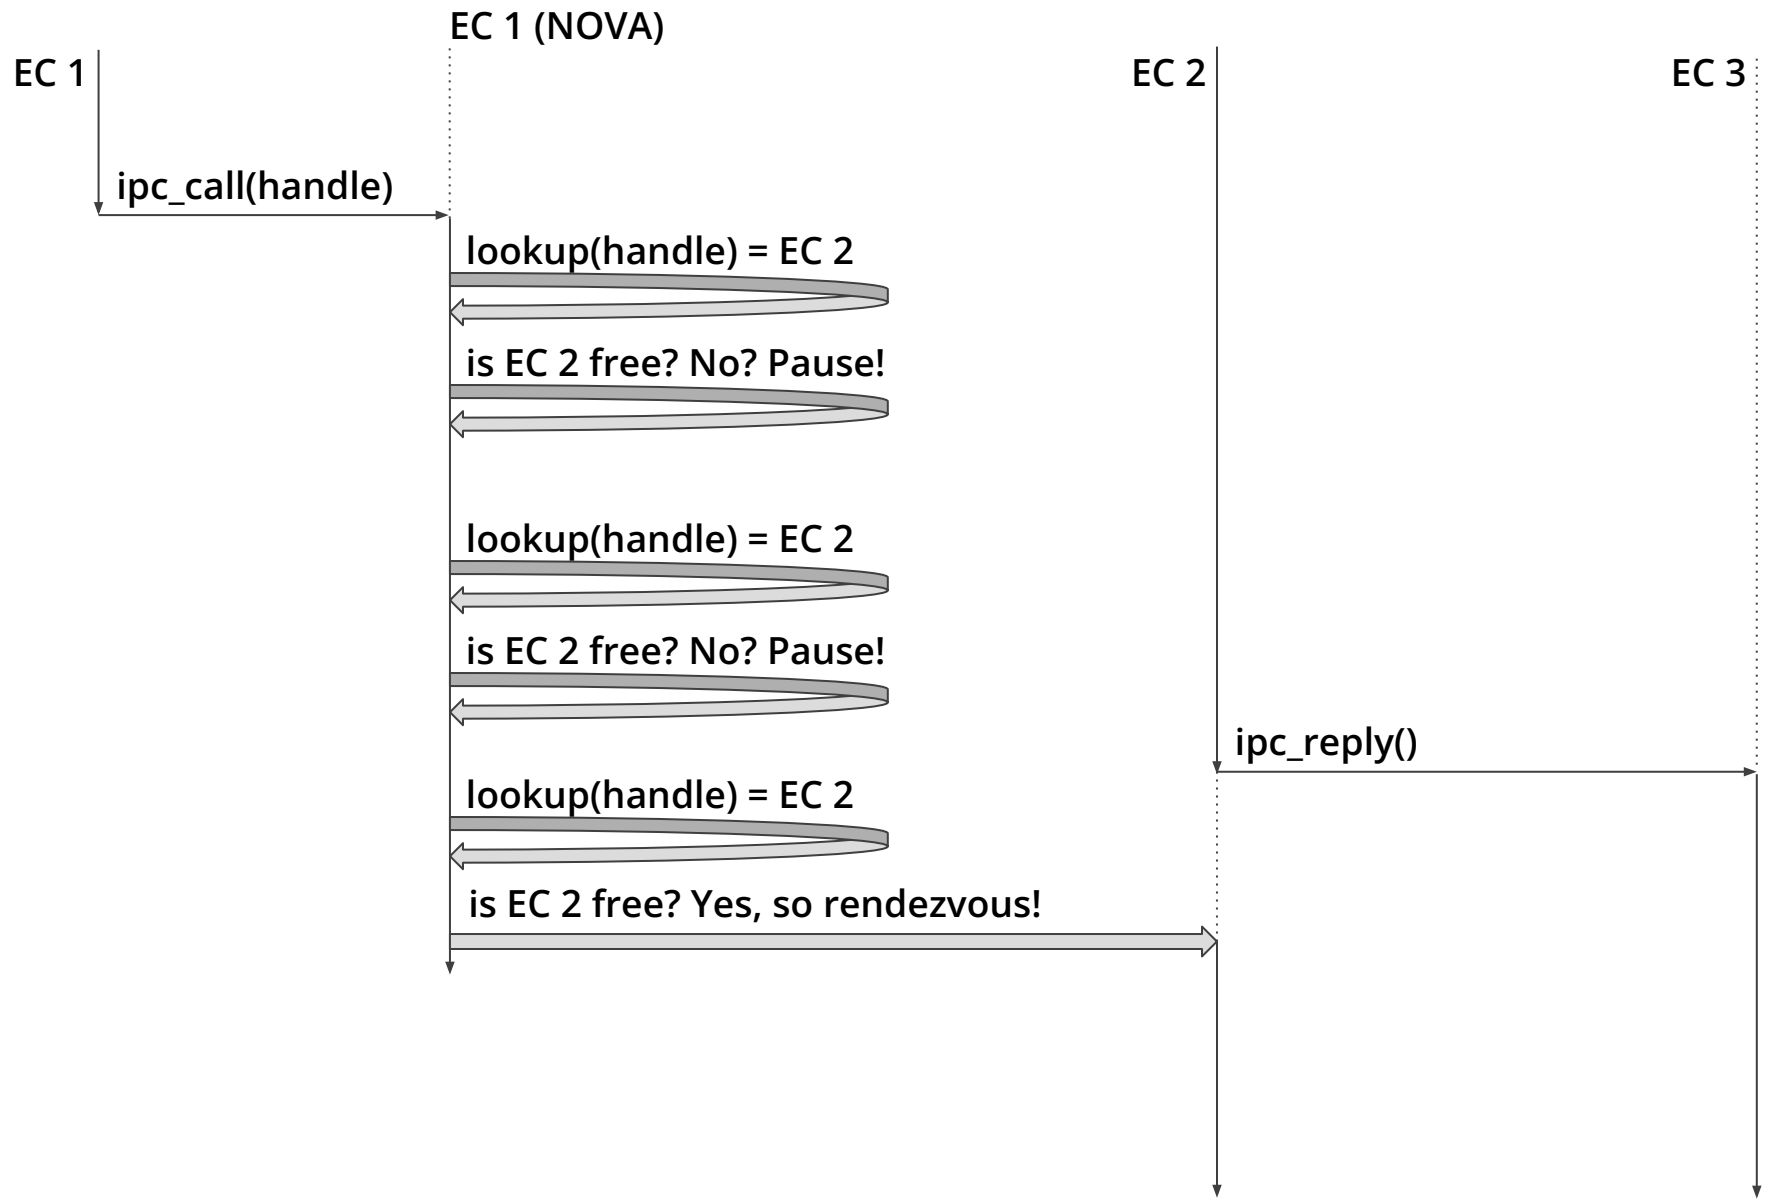 EC 1 (NOVA)
EC 1
EC 2
EC 3
ipc_call(handle)
lookup(handle) = EC 2
is EC 2 free? No? Pause!
lookup(handle) = EC 2
is EC 2 free? No? Pause!
ipc_reply()
lookup(handle) = EC 2
is EC 2 free? Yes, so rendezvous!